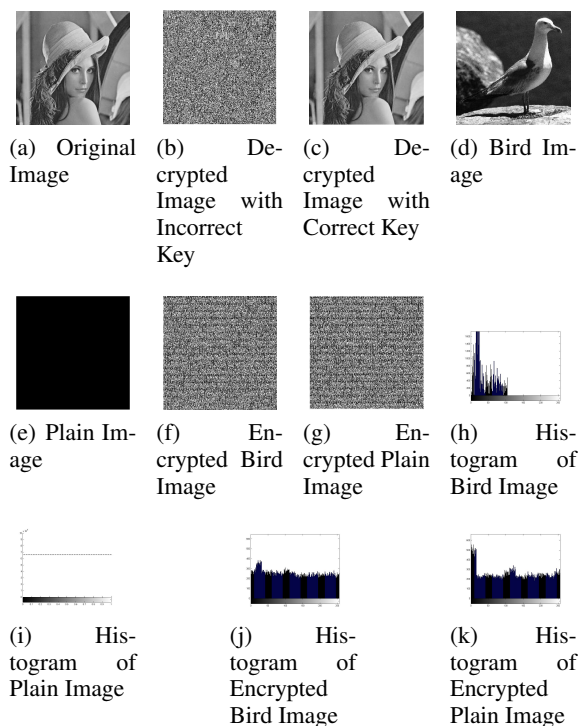 (a) Original
Image
(b) De-
crypted
Image with
Incorrect
Key
(c) De-
crypted
Image with
Correct Key
(d) Bird Im-
age
(e) Plain Im-
age
(f) En-
crypted Bird
Image
(g) En-
crypted Plain
Image
(h) His-
togram of
Bird Image
(i) His-
togram of
Plain Image
(j) His-
togram of
Encrypted
Bird Image
(k) His-
togram of
Encrypted
Plain Image